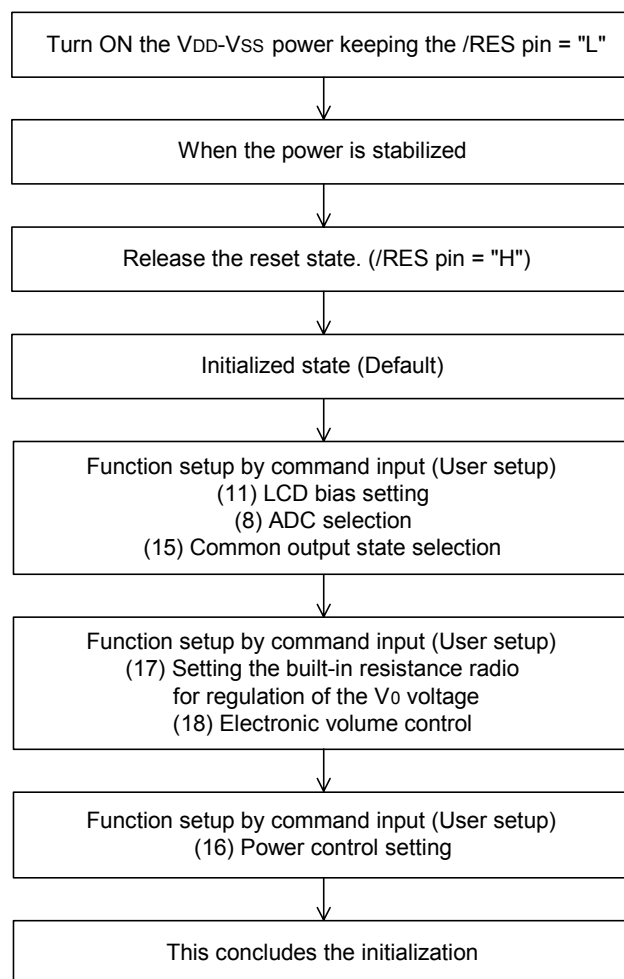 Turn ON the VDD-VSS power keeping the /RES pin = "L"
When the power is stabilized
Release the reset state. (/RES pin = "H")
Initialized state (Default)
Function setup by command input (User setup)
(11) LCD bias setting
(8) ADC selection
(15) Common output state selection
Function setup by command input (User setup)
(17) Setting the built-in resistance radio
for regulation of the V0 voltage
(18) Electronic volume control
Function setup by command input (User setup)
(16) Power control setting
This concludes the initialization